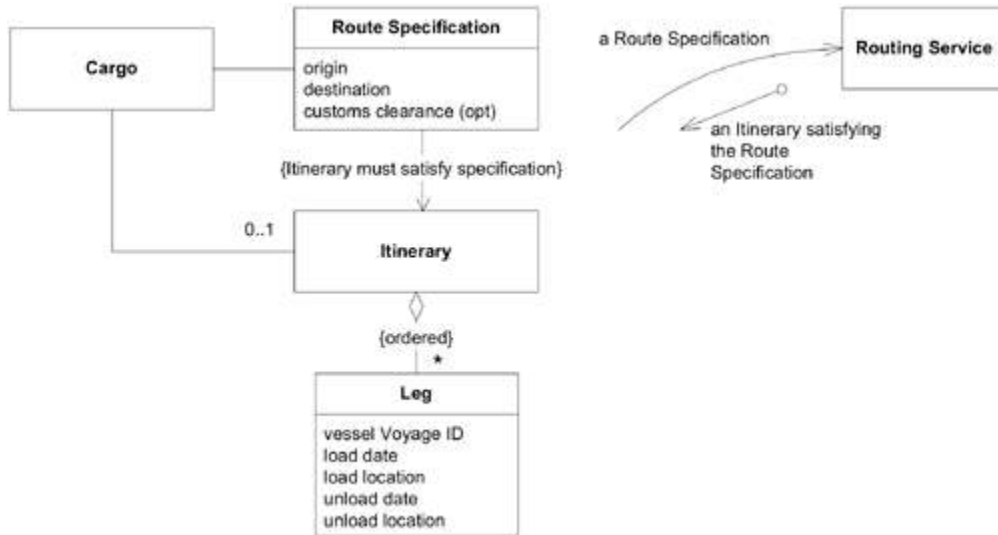 Cargo
Route Specification
origin
destination
customs clearance (opt)
a Route Specification
Routing Service
an Itinerary satisfying
the Route
Specification
{Itinerary must satisfy specification}
0..1
Itinerary
{ordered}
*
Leg
vessel Voyage ID
load date
load location
unload date
unload location